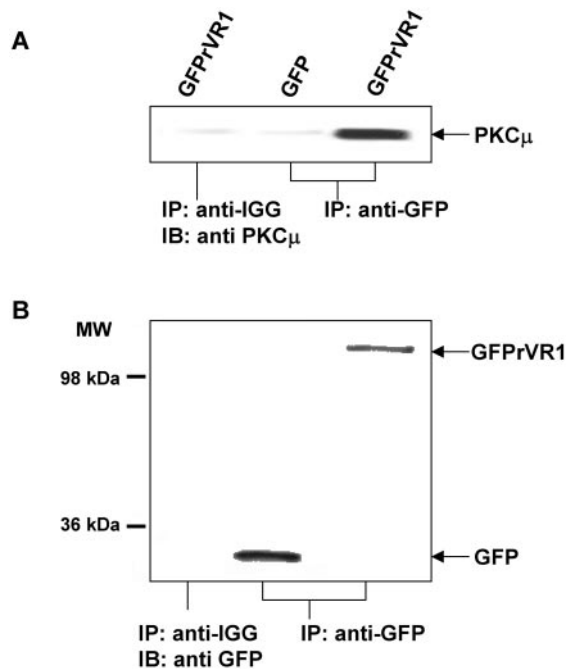 A
GFPrVR1
GFP
GFPrVR1
PKCμ
IP: anti-IGG
IP: anti-GFP
IB: anti PKCμ
B
MW
GFPrVR1
98 kDa
36 kDa
GFP
IP: anti-IGG
IP: anti-GFP
IB: anti GFP